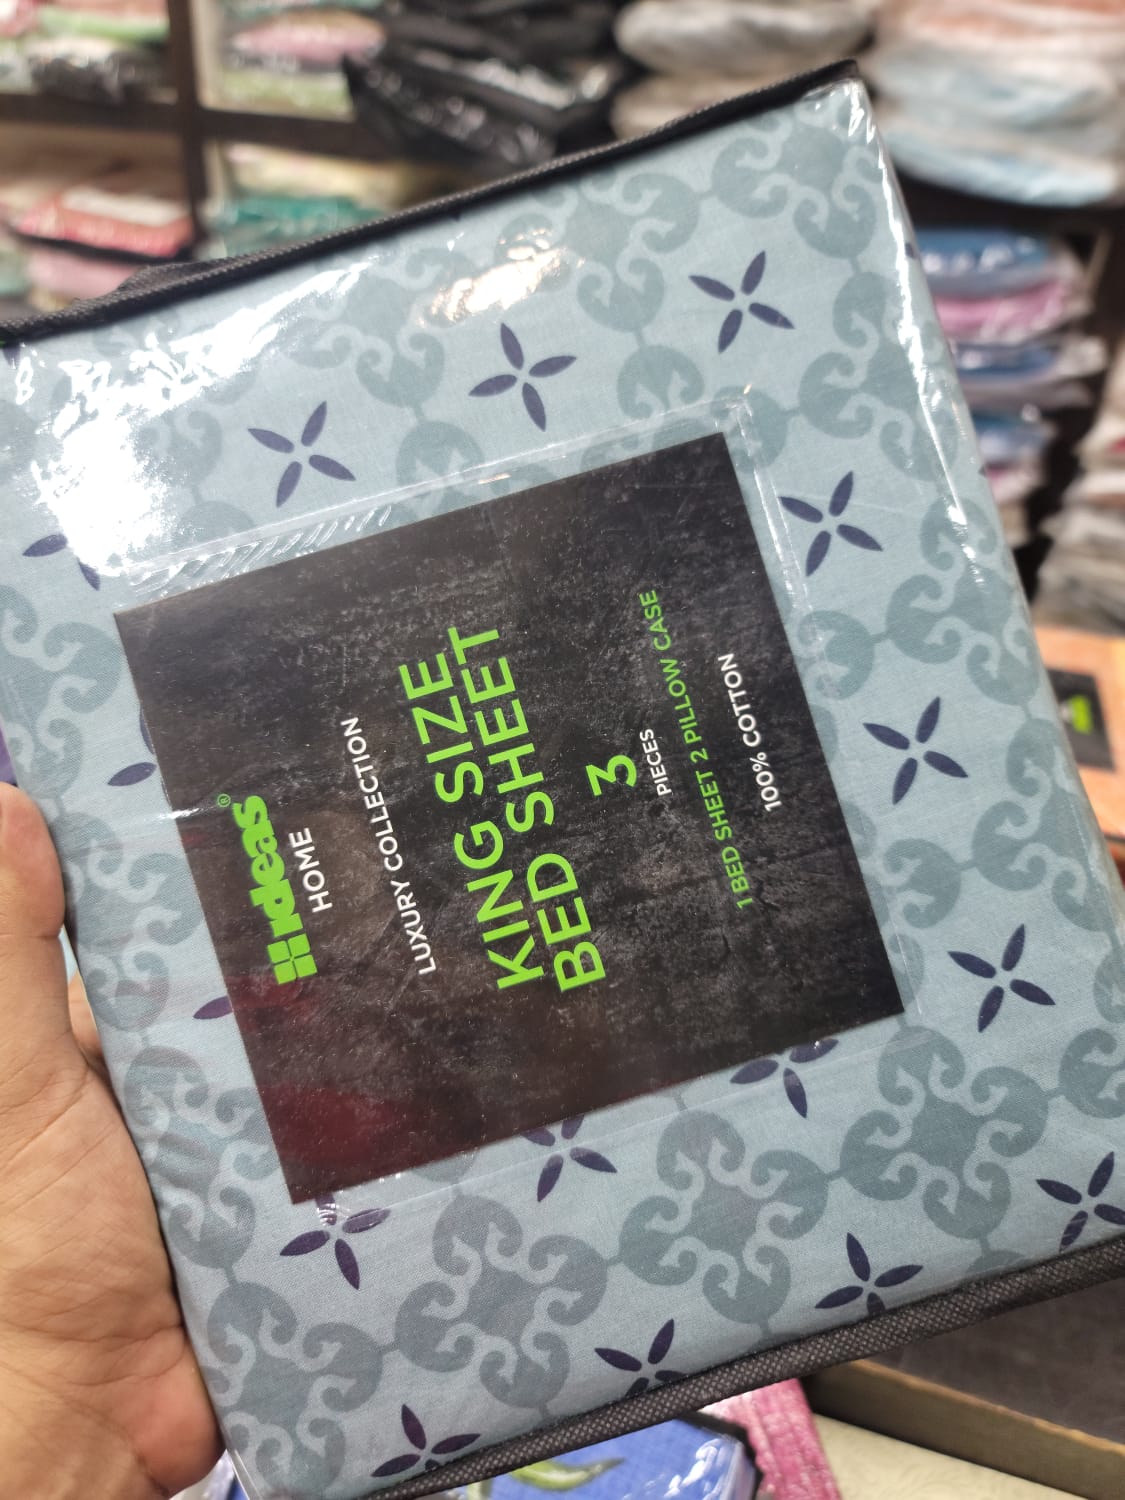 ideas®
HOME
LUXURY COLLECTION
KING SIZE
BED SHEET
3
PIECES
1 BED SHEET 2 PILLOW CASE
100% COTTON